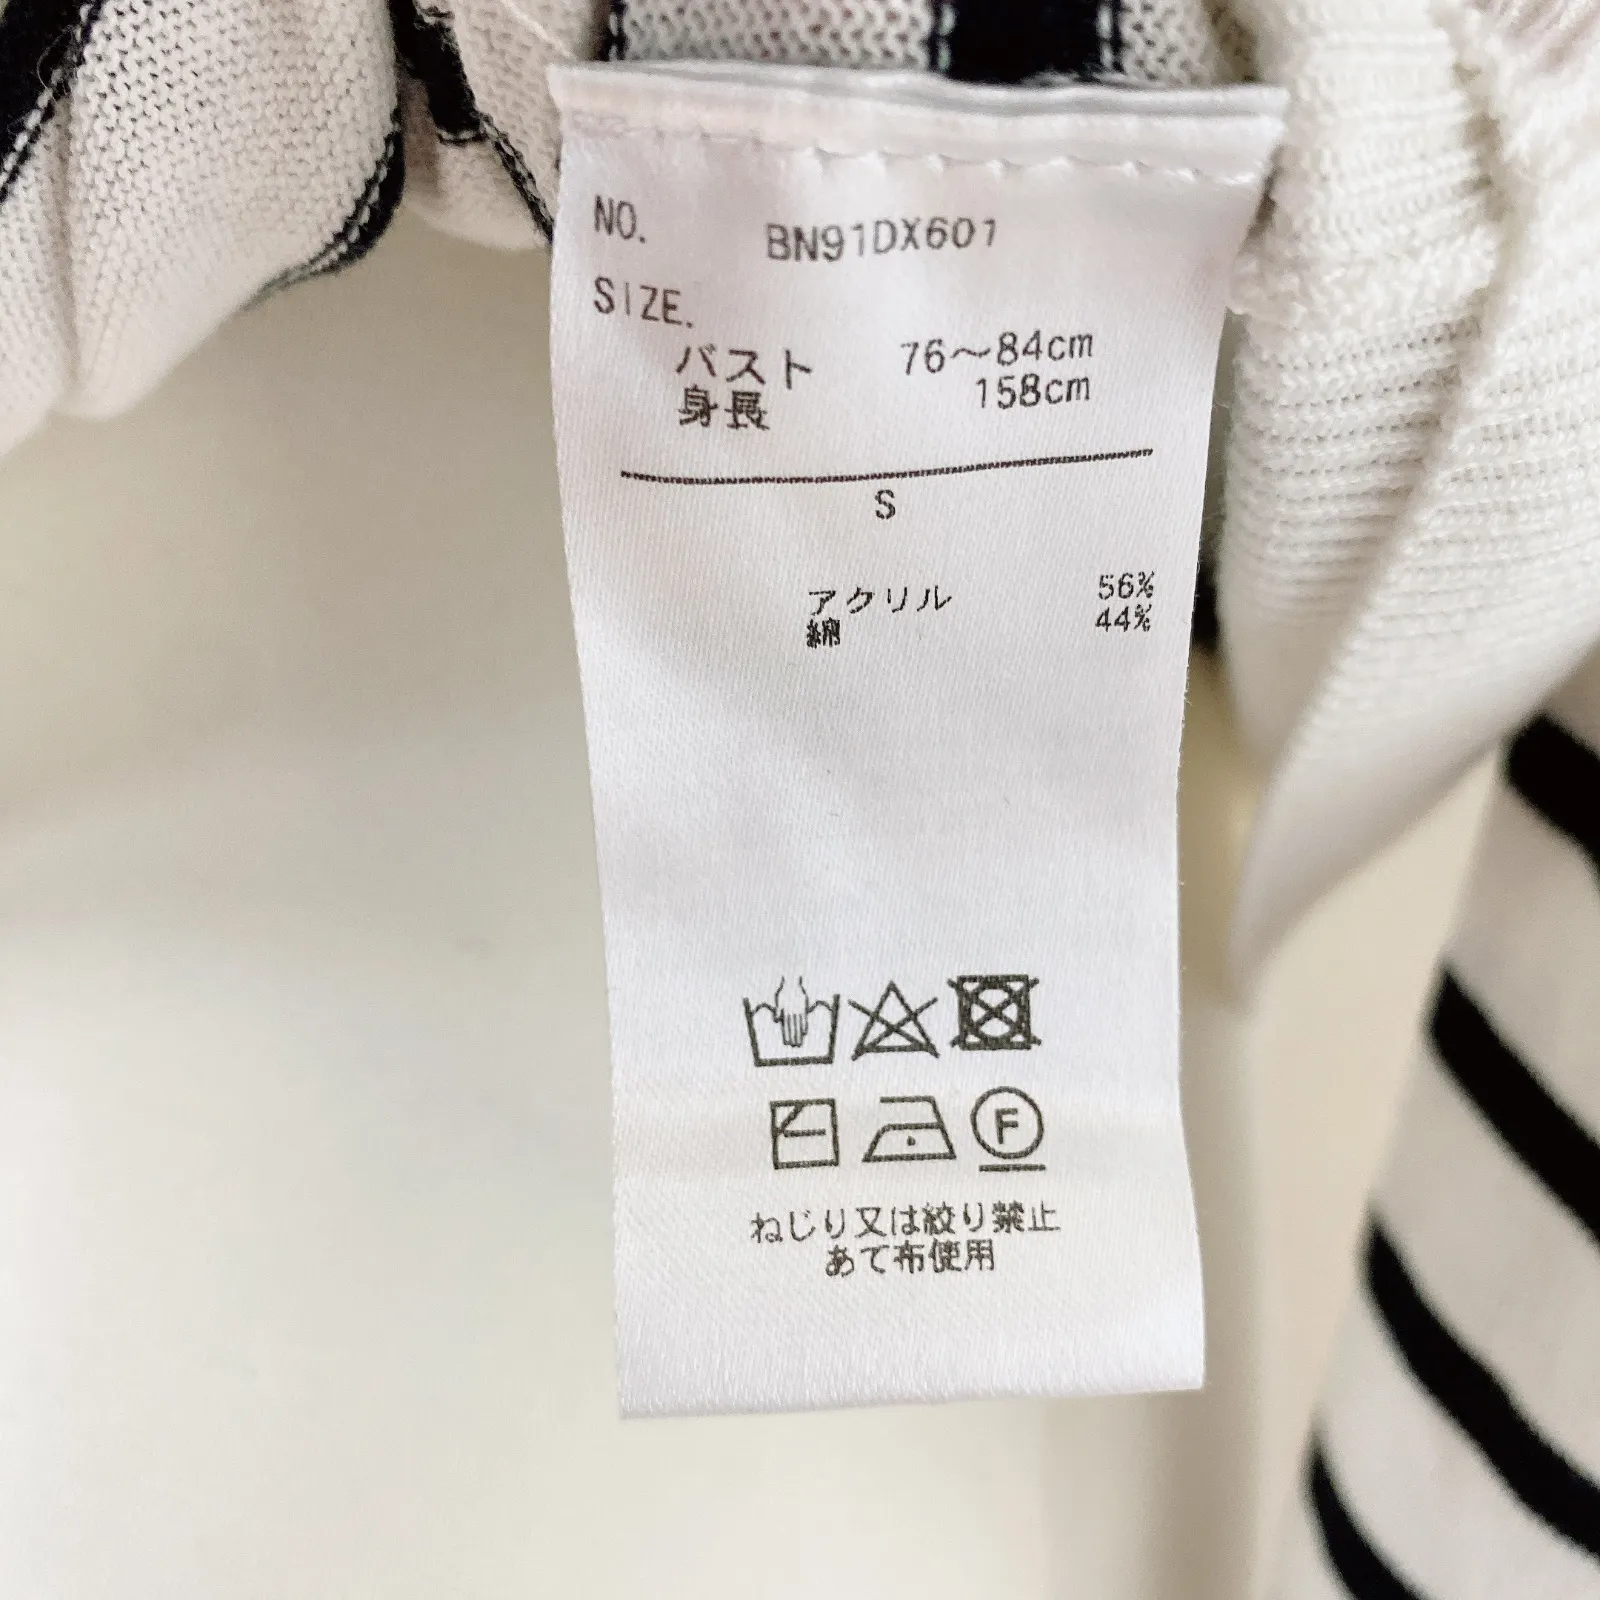 NO. BN91DX601
SIZE.
バスト 76〜84cm
身長 158cm
S
アクリル 56%
綿 44%
F
ねじり又は絞り禁止
あて布使用